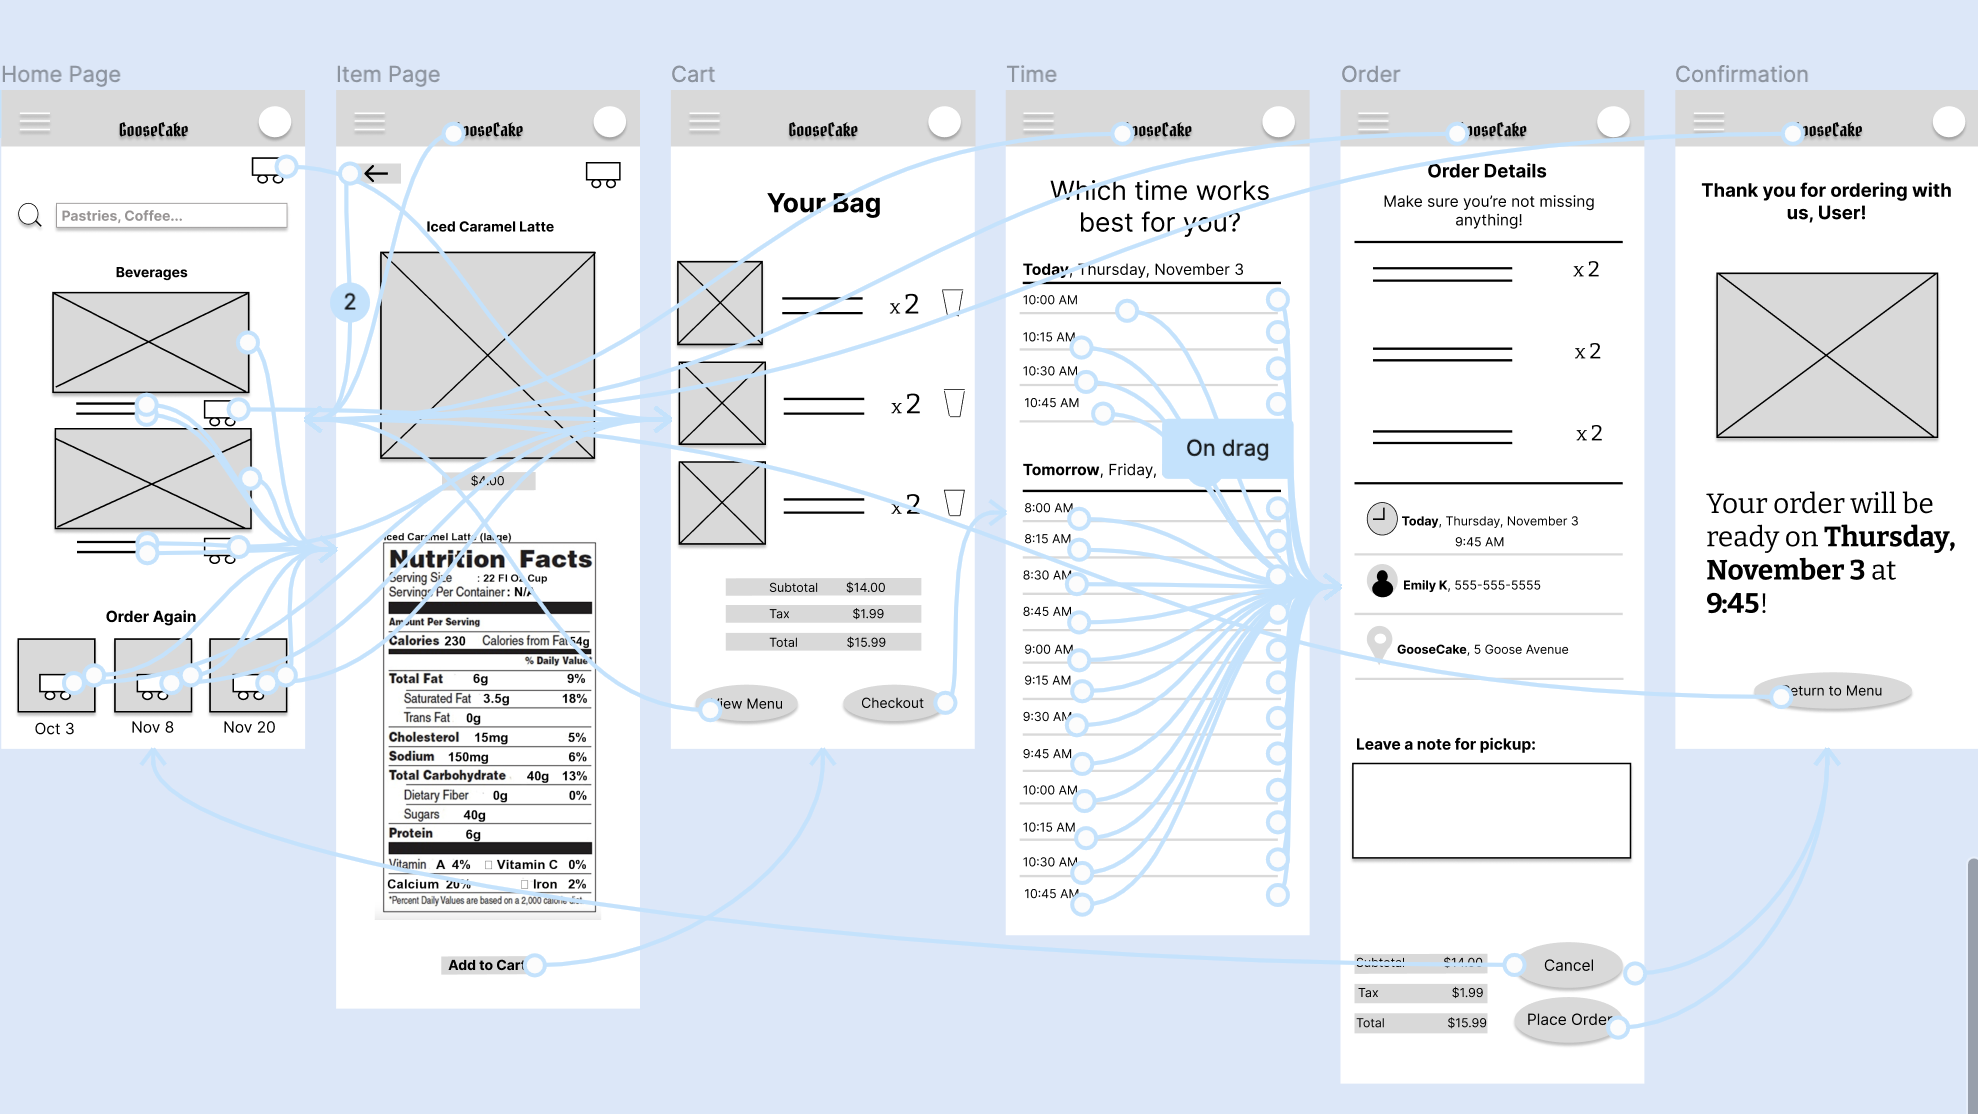 Home Page
GooseCake
Pastries, Coffee...
Beverages
Order Again
Oct 3
Nov 8
Nov 20
Item Page
GooseCake
2
Iced Caramel Latte
$4.00
Iced Caramel Latte (large)
Nutrition Facts
Serving Size : 22 Fl Oz Cup
Servings Per Container : N/A
Amount Per Serving
Calories 230 Calories from Fat 54g
% Daily Value*
Total Fat 6g 9%
Saturated Fat 3.5g 18%
Trans Fat 0g
Cholesterol 15mg 5%
Sodium 150mg 6%
Total Carbohydrate 40g 13%
Dietary Fiber 0g 0%
Sugars 40g
Protein 6g
Vitamin A 4% □ Vitamin C 0%
Calcium 20% □ Iron 2%
*Percent Daily Values are based on a 2,000 calorie diet.
Add to Cart
Cart
GooseCake
Your Bag
x 2
x 2
x 2
Subtotal $14.00
Tax $1.99
Total $15.99
View Menu
Checkout
Time
GooseCake
Which time works
best for you?
Today, Thursday, November 3
10:00 AM
10:15 AM
10:30 AM
10:45 AM
On drag
Tomorrow, Friday,
8:00 AM
8:15 AM
8:30 AM
8:45 AM
9:00 AM
9:15 AM
9:30 AM
9:45 AM
10:00 AM
10:15 AM
10:30 AM
10:45 AM
Order
GooseCake
Order Details
Make sure you're not missing
anything!
x 2
x 2
x 2
Today, Thursday, November 3
9:45 AM
Emily K, 555-555-5555
GooseCake, 5 Goose Avenue
Leave a note for pickup:
Subtotal $14.00
Tax $1.99
Total $15.99
Cancel
Place Order
Confirmation
GooseCake
Thank you for ordering with
us, User!
Your order will be
ready on Thursday,
November 3 at
9:45!
Return to Menu